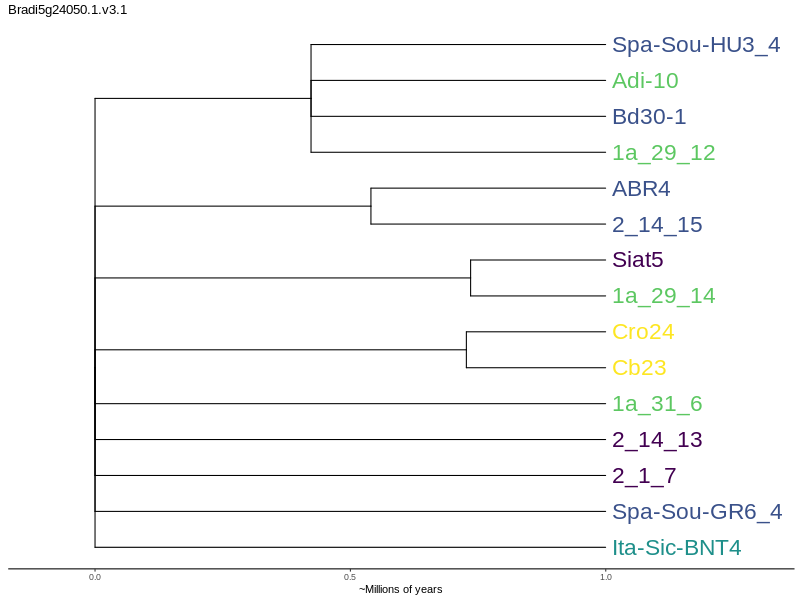 Bradi5g24050.1.v3.1
Spa-Sou-HU3_4
Adi-10
Bd30-1
1a_29_12
ABR4
2_14_15
Siat5
1a_29_14
Cro24
Cb23
1a_31_6
2_14_13
2_1_7
Spa-Sou-GR6_4
Ita-Sic-BNT4
0.0 0.5 1.0
~Millions of years